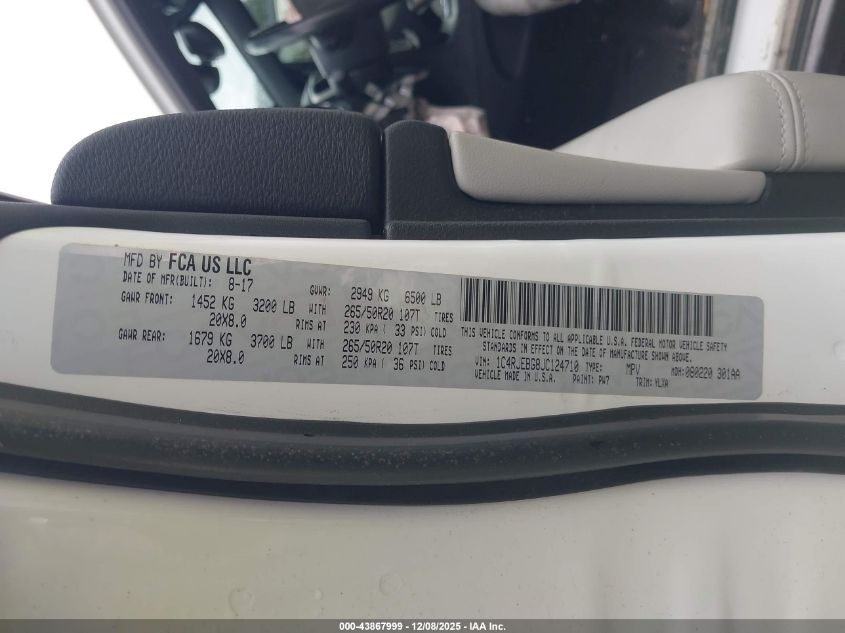 MFD BY FCA US LLC
DATE OF MFR(BUILT): 8-17 GVWR: 2949 KG 6500 LB
GAWR FRONT: 1452 KG 3200 LB WITH 265/50R20 107T TIRES
20X8.0 RIMS AT 230 KPA ( 33 PSI) COLD
GAWR REAR: 1679 KG 3700 LB WITH 265/50R20 107T TIRES
20X8.0 RIMS AT 250 KPA ( 36 PSI) COLD
THIS VEHICLE CONFORMS TO ALL APPLICABLE U.S.A. FEDERAL MOTOR VEHICLE SAFETY
STANDARDS IN EFFECT ON THE DATE OF MANUFACTURE SHOWN ABOVE.
VIN: 1C4RJEBG8JC124710 TYPE: MPV MDH: 080220 301AA
VEHICLE MADE IN U.S.A. PAINT: PW7 TRIM: YLXA
000-43867999 • 12/08/2025 - IAA Inc.